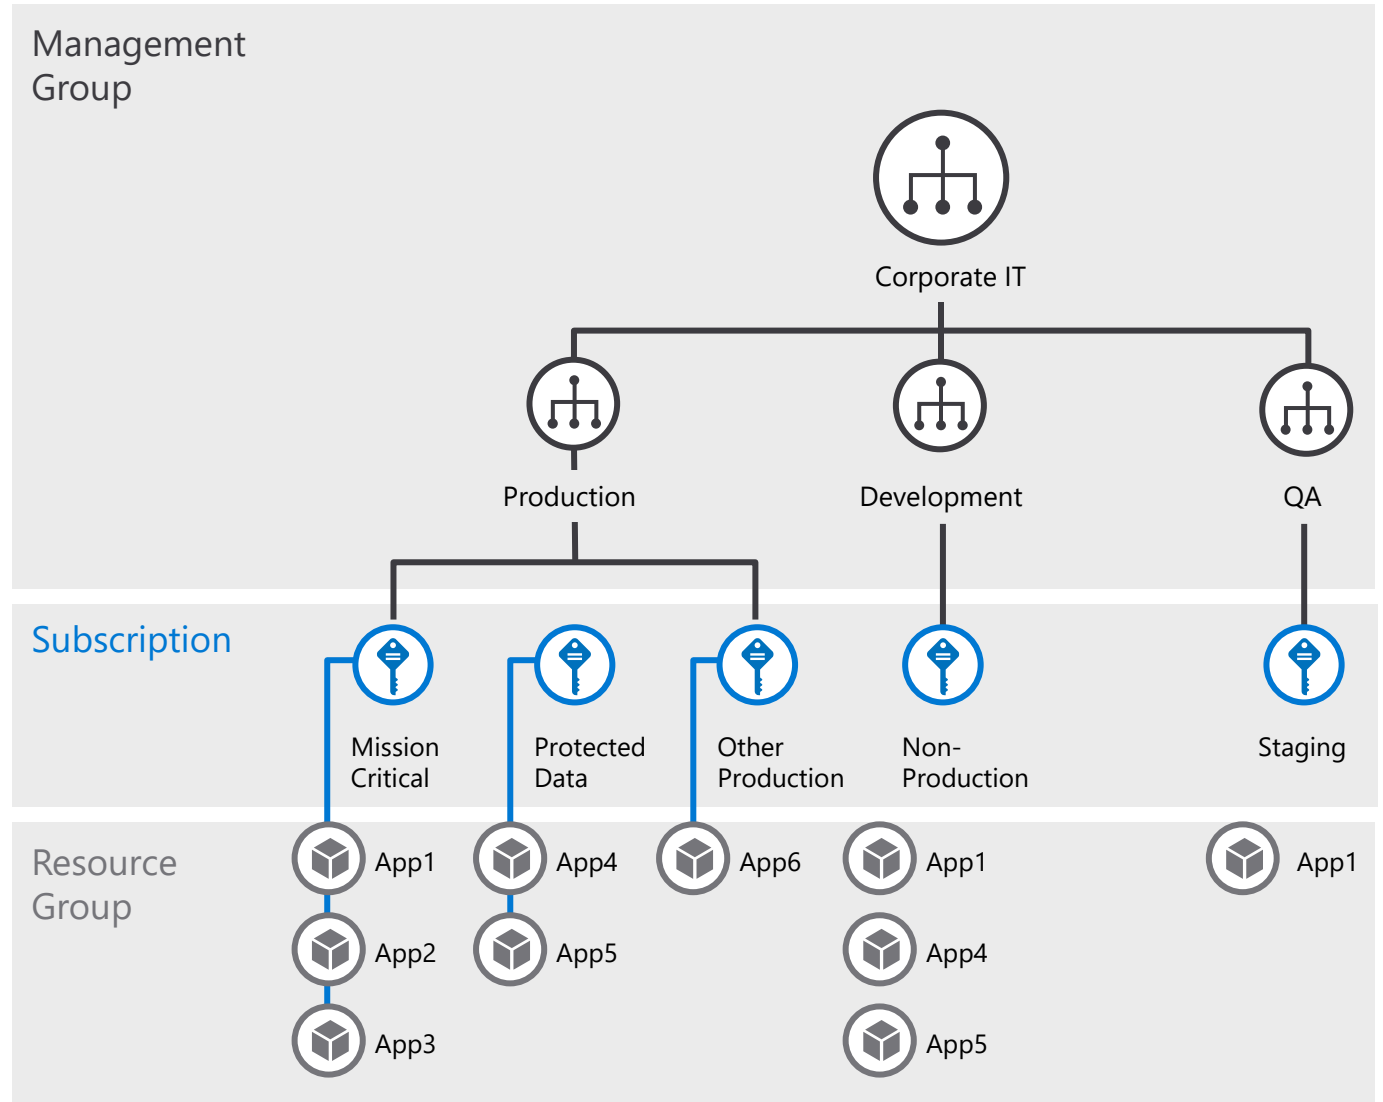 Management
Group
Corporate IT
Production
Development
QA
Subscription
Mission
Critical
Protected
Data
Other
Production
Non-
Production
Staging
Resource
Group
App1
App4
App6
App1
App1
App2
App5
App4
App3
App5